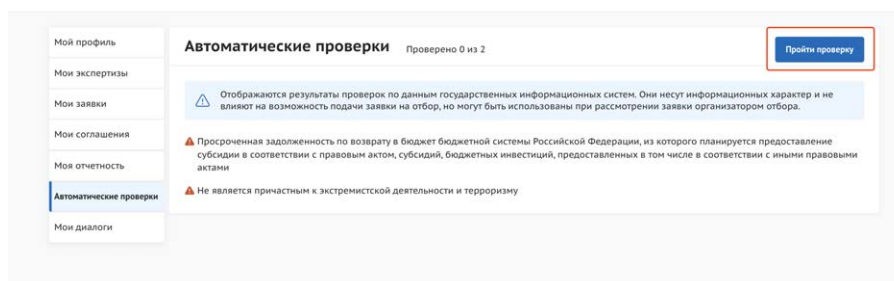 Мой профиль
Мои экспертизы
Мои заявки
Мои соглашения
Моя отчетность
Автоматические проверки
Мои диалоги
Автоматические проверки Проверено 0 из 2
Пройти проверку
Отображаются результаты проверок по данным государственных информационных систем. Они несут информационных характер и не
влияют на возможность подачи заявки на отбор, но могут быть использованы при рассмотрении заявки организатором отбора.
Просроченная задолженность по возврату в бюджет бюджетной системы Российской Федерации, из которого планируется предоставление
субсидии в соответствии с правовым актом, субсидий, бюджетных инвестиций, предоставленных в том числе в соответствии с иными правовыми
актами
Не является причастным к экстремистской деятельности и терроризму